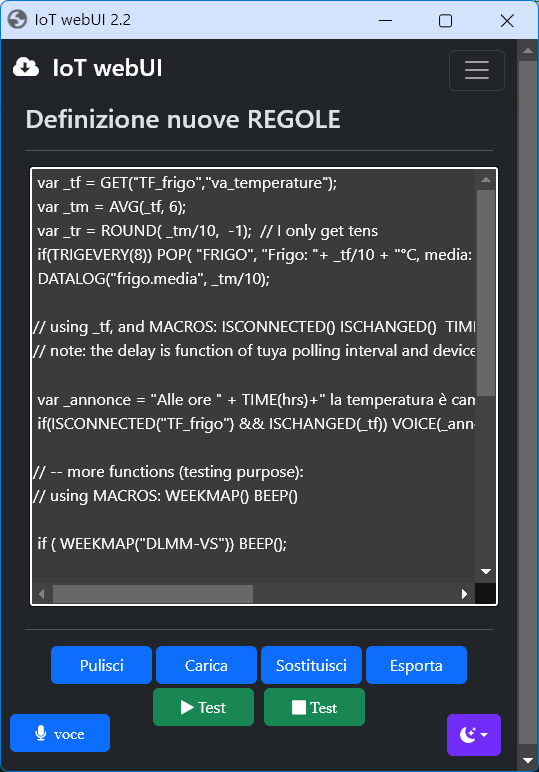 IoT webUI 2.2
IoT webUI
Definizione nuove REGOLE
var _tf = GET("TF_frigo","va_temperature");
var _tm = AVG(_tf, 6);
var _tr = ROUND( _tm/10,  -1);  // I only get tens
if(TRIGEVERY(8)) POP( "FRIGO", "Frigo: "+ _tf/10 + "°C, media:
DATALOG("frigo.media", _tm/10);
// using _tf, and MACROS: ISCONNECTED() ISCHANGED()  TIM
// note: the delay is function of tuya polling interval and device
var _annonce = "Alle ore " + TIME(hrs)+" la temperatura è cam
if(ISCONNECTED("TF_frigo") && ISCHANGED(_tf)) VOICE(_ann
// -- more functions (testing purpose):
// using MACROS: WEEKMAP() BEEP()
if ( WEEKMAP("DLMM-VS")) BEEP();
Pulisci Carica Sostituisci Esporta
Test Test
voce